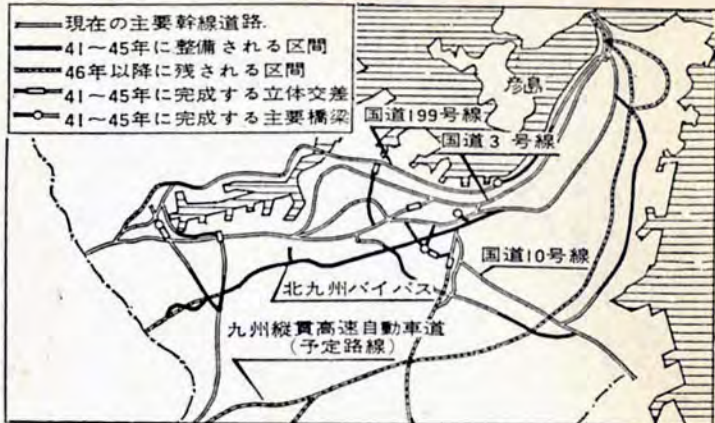 現在の主要幹線道路.
41〜45年に整備される区間
46年以降に残される区間
41〜45年に完成する立体交差
41〜45年に完成する主要橋梁
彦島
国道199号線
国道3号線
国道10号線
北九州バイパス
九州縦貫高速自動車道
(予定路線)